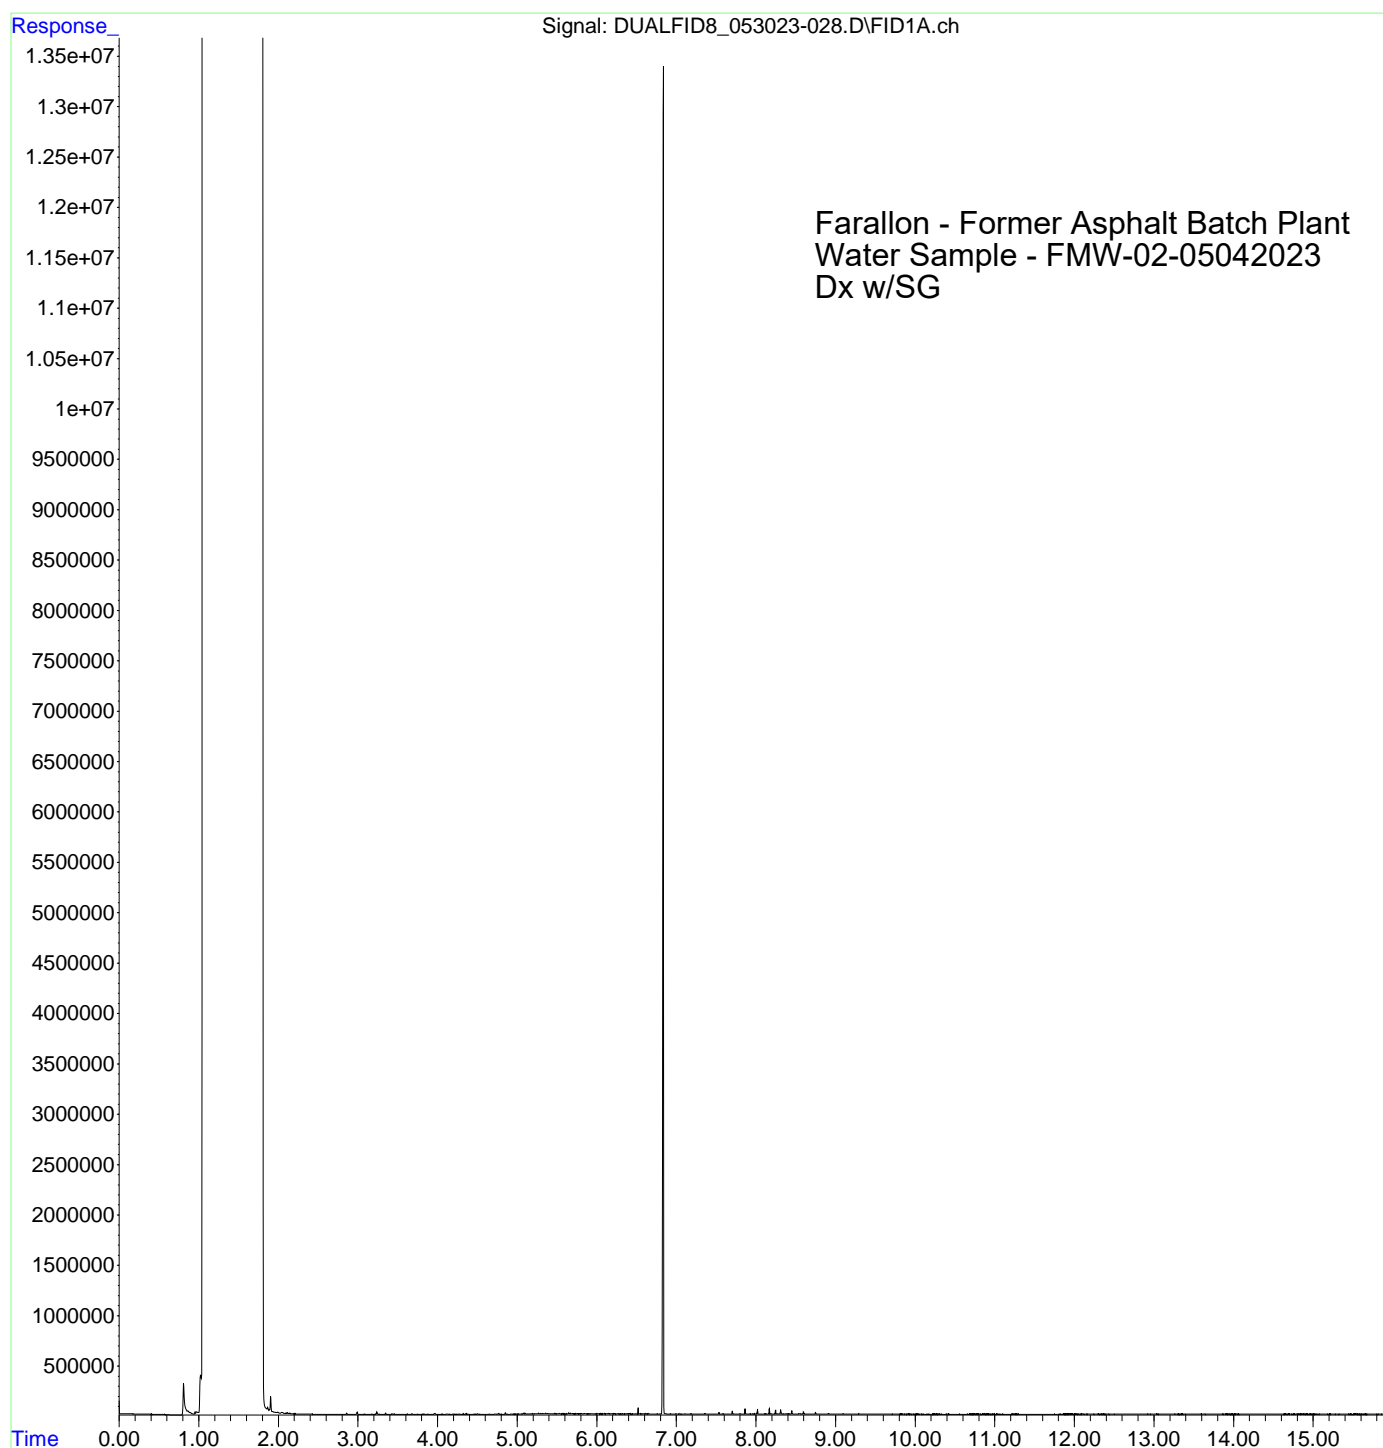 Response_
Signal: DUALFID8_053023-028.D\FID1A.ch
1.35e+07
1.3e+07
1.25e+07
1.2e+07
1.15e+07
1.1e+07
1.05e+07
1e+07
9500000
9000000
8500000
8000000
7500000
7000000
6500000
6000000
5500000
5000000
4500000
4000000
3500000
3000000
2500000
2000000
1500000
1000000
500000
Farallon - Former Asphalt Batch Plant
Water Sample - FMW-02-05042023
Dx w/SG
Time 0.00 1.00 2.00 3.00 4.00 5.00 6.00 7.00 8.00 9.00 10.00 11.00 12.00 13.00 14.00 15.00